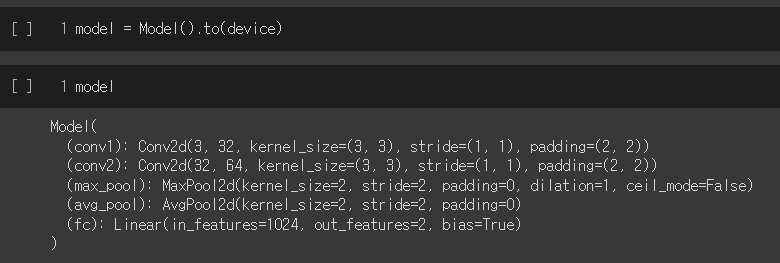 [ ] 1 model = Model().to(device)
[ ] 1 model
Model(
(conv1): Conv2d(3, 32, kernel_size=(3, 3), stride=(1, 1), padding=(2, 2))
(conv2): Conv2d(32, 64, kernel_size=(3, 3), stride=(1, 1), padding=(2, 2))
(max_pool): MaxPool2d(kernel_size=2, stride=2, padding=0, dilation=1, ceil_mode=False)
(avg_pool): AvgPool2d(kernel_size=2, stride=2, padding=0)
(fc): Linear(in_features=1024, out_features=2, bias=True)
)